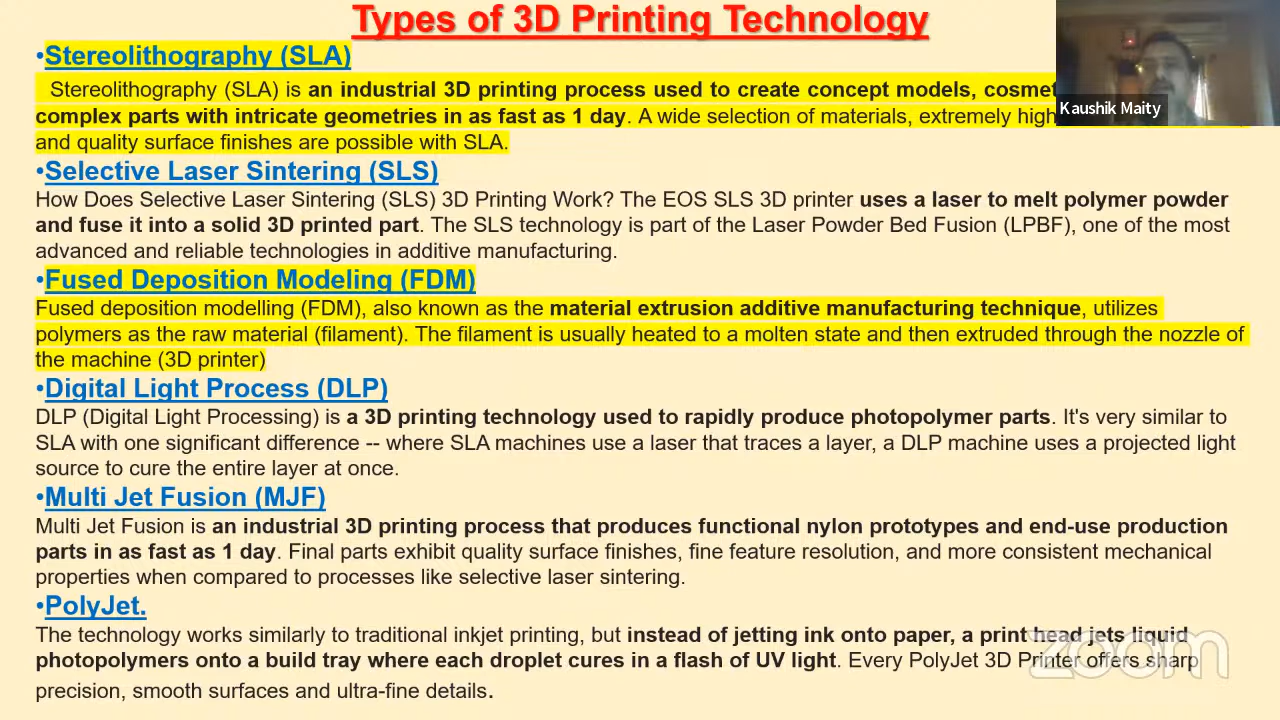 Types of 3D Printing Technology
•Stereolithography (SLA)
Stereolithography (SLA) is an industrial 3D printing process used to create concept models,
complex parts with intricate geometries in as fast as 1 day. A wide selection of materials, extremely
and quality surface finishes are possible with SLA.
•Selective Laser Sintering (SLS)
How Does Selective Laser Sintering (SLS) 3D Printing Work? The EOS SLS 3D printer uses a laser to melt polymer powder
and fuse it into a solid 3D printed part. The SLS technology is part of the Laser Powder Bed Fusion (LPBF), one of the most
advanced and reliable technologies in additive manufacturing.
•Fused Deposition Modeling (FDM)
Fused deposition modelling (FDM), also known as the material extrusion additive manufacturing technique, utilizes
polymers as the raw material (filament). The filament is usually heated to a molten state and then extruded through the nozzle of
the machine (3D printer)
•Digital Light Process (DLP)
DLP (Digital Light Processing) is a 3D printing technology used to rapidly produce photopolymer parts. It's very similar to
SLA with one significant difference -- where SLA machines use a laser that traces a layer, a DLP machine uses a projected light
source to cure the entire layer at once.
•Multi Jet Fusion (MJF)
Multi Jet Fusion is an industrial 3D printing process that produces functional nylon prototypes and end-use production
parts in as fast as 1 day. Final parts exhibit quality surface finishes, fine feature resolution, and more consistent mechanical
properties when compared to processes like selective laser sintering.
•PolyJet.
The technology works similarly to traditional inkjet printing, but instead of jetting ink onto paper, a print head jets liquid
photopolymers onto a build tray where each droplet cures in a flash of UV light. Every PolyJet 3D Printer offers sharp
precision, smooth surfaces and ultra-fine details.
Kaushik Maity
zoom